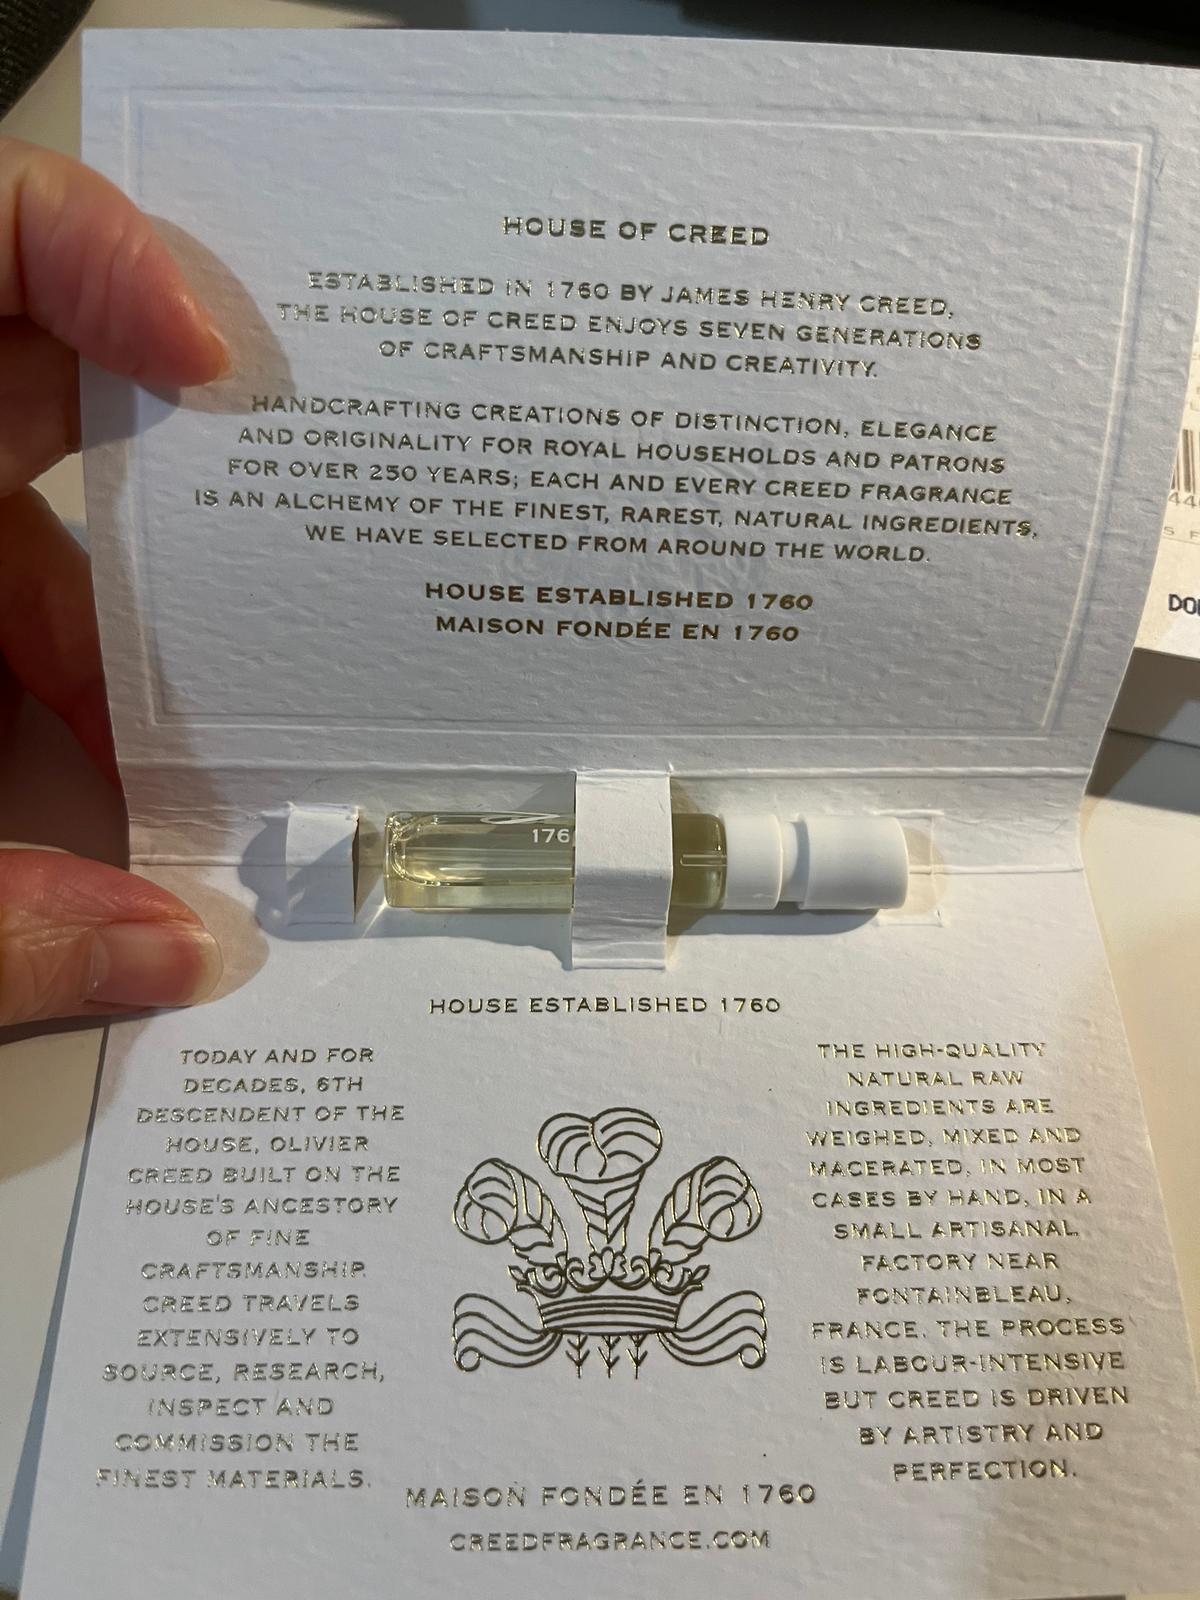 HOUSE OF CREED
ESTABLISHED IN 1760 BY JAMES HENRY CREED,
THE HOUSE OF CREED ENJOYS SEVEN GENERATIONS
OF CRAFTSMANSHIP AND CREATIVITY.
HANDCRAFTING CREATIONS OF DISTINCTION, ELEGANCE
AND ORIGINALITY FOR ROYAL HOUSEHOLDS AND PATRONS
FOR OVER 250 YEARS; EACH AND EVERY CREED FRAGRANCE
IS AN ALCHEMY OF THE FINEST, RAREST, NATURAL INGREDIENTS,
WE HAVE SELECTED FROM AROUND THE WORLD.
HOUSE ESTABLISHED 1760
MAISON FONDÉE EN 1760
176
HOUSE ESTABLISHED 1760
TODAY AND FOR
DECADES, 6TH
DESCENDENT OF THE
HOUSE, OLIVIER
CREED BUILT ON THE
HOUSE'S ANCESTORY
OF FINE
CRAFTSMANSHIP.
CREED TRAVELS
EXTENSIVELY TO
SOURCE, RESEARCH,
INSPECT AND
COMMISSION THE
FINEST MATERIALS.
THE HIGH-QUALITY
NATURAL RAW
INGREDIENTS ARE
WEIGHED, MIXED AND
MACERATED, IN MOST
CASES BY HAND, IN A
SMALL ARTISANAL
FACTORY NEAR
FONTAINBLEAU,
FRANCE. THE PROCESS
IS LABOUR-INTENSIVE
BUT CREED IS DRIVEN
BY ARTISTRY AND
PERFECTION.
MAISON FONDÉE EN 1760
CREEDFRAGRANCE.COM